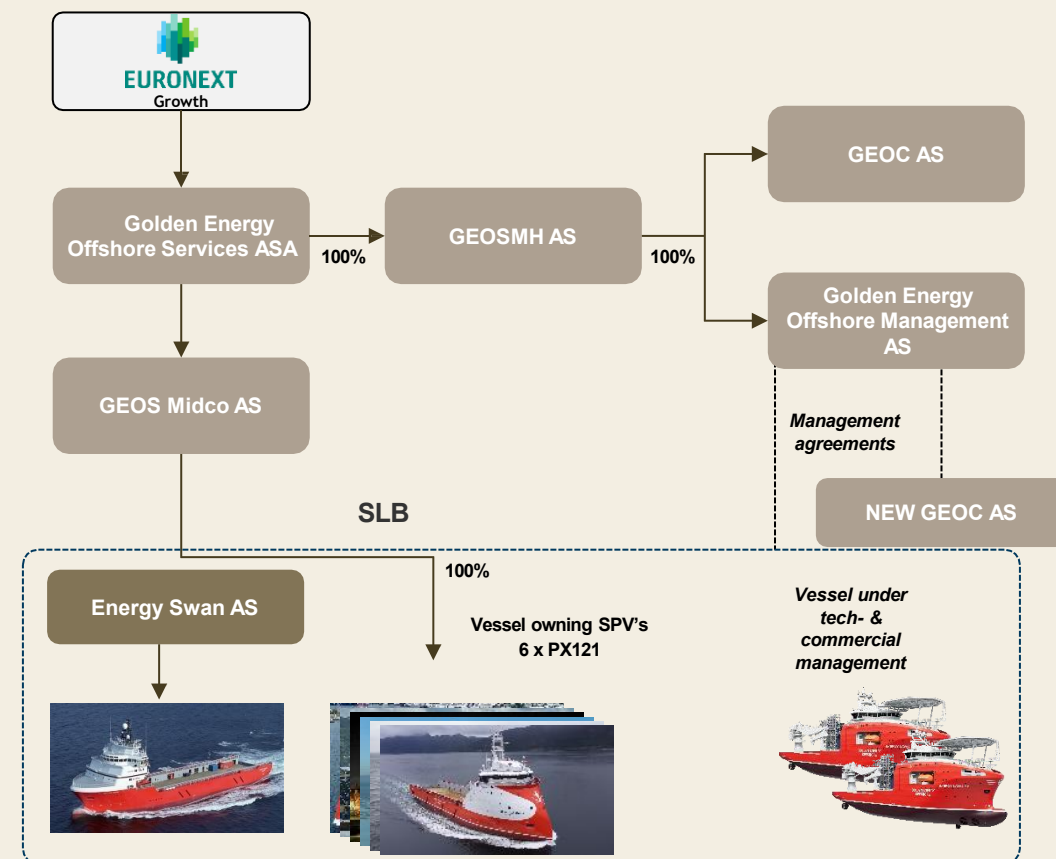 EURONEXT
Growth
GEOC AS
Golden Energy
Offshore Services ASA
100%
GEOSMH AS
100%
Golden Energy
Offshore Management
AS
GEOS Midco AS
Management
agreements
SLB
NEW GEOC AS
100%
Energy Swan AS
Vessel owning SPV's
6 x PX121
Vessel under
tech- &
commercial
management